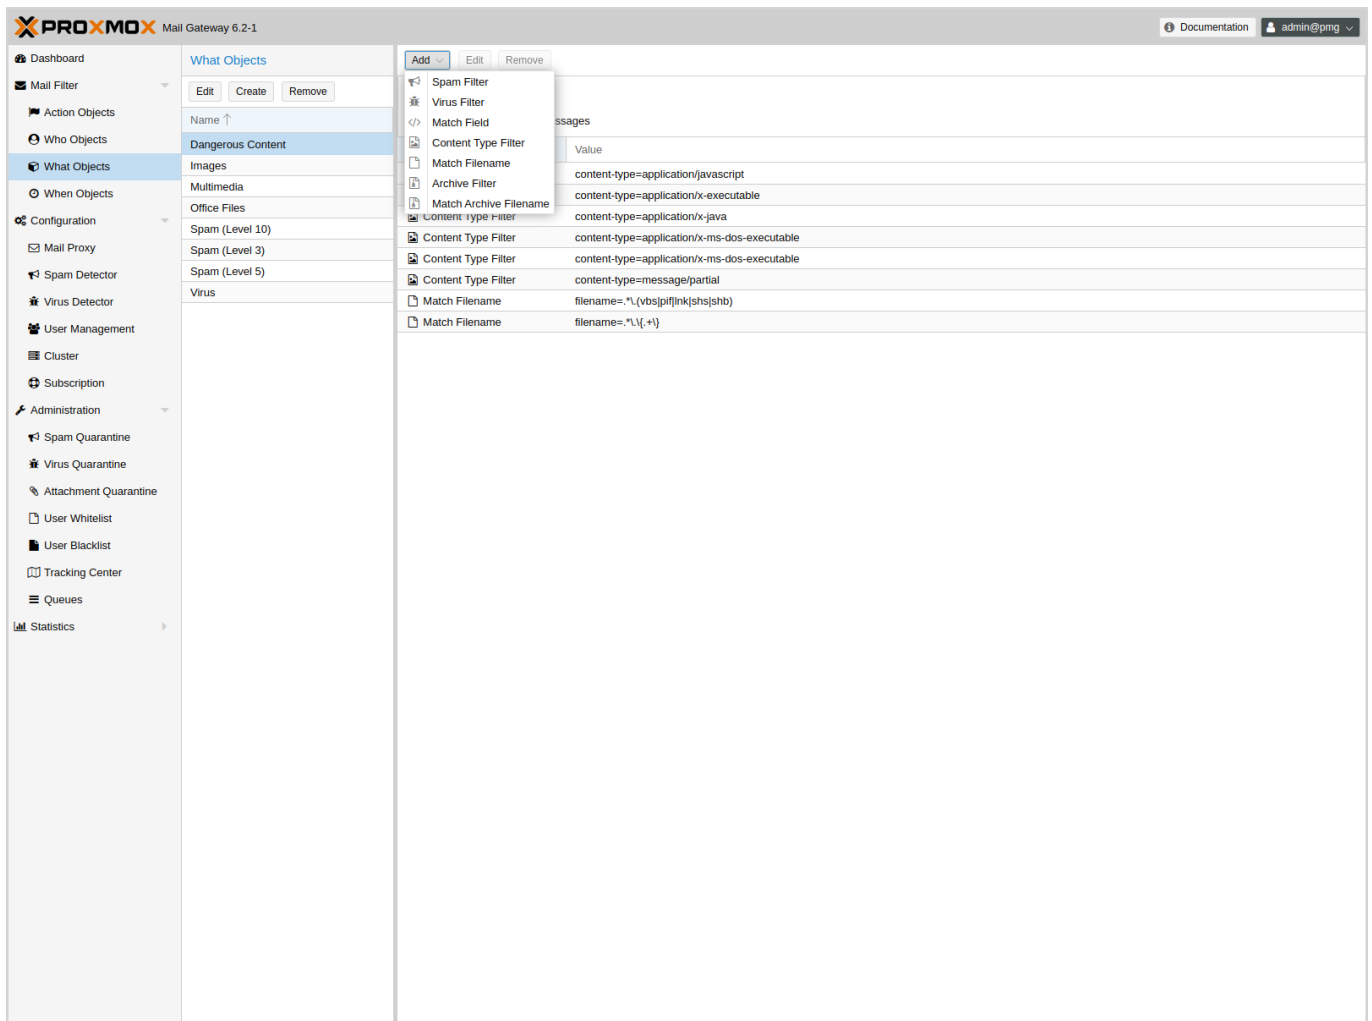 PROXMOX Mail Gateway 6.2-1
Documentation
admin@pmg
Dashboard
Mail Filter
Action Objects
Who Objects
What Objects
When Objects
Configuration
Mail Proxy
Spam Detector
Virus Detector
User Management
Cluster
Subscription
Administration
Spam Quarantine
Virus Quarantine
Attachment Quarantine
User Whitelist
User Blacklist
Tracking Center
Queues
Statistics
What Objects
Edit Create Remove
Name
Dangerous Content
Images
Multimedia
Office Files
Spam (Level 10)
Spam (Level 3)
Spam (Level 5)
Virus
Add Edit Remove
Spam Filter
Virus Filter
Match Field
Content Type Filter
Match Filename
Archive Filter
Match Archive Filename
ssages
Value
content-type=application/javascript
content-type=application/x-executable
Content Type Filter content-type=application/x-java
Content Type Filter content-type=application/x-ms-dos-executable
Content Type Filter content-type=application/x-ms-dos-executable
Content Type Filter content-type=message/partial
Match Filename filename=.*\.(vbs|pif|lnk|shs|shb)
Match Filename filename=.*\.\{.+\}